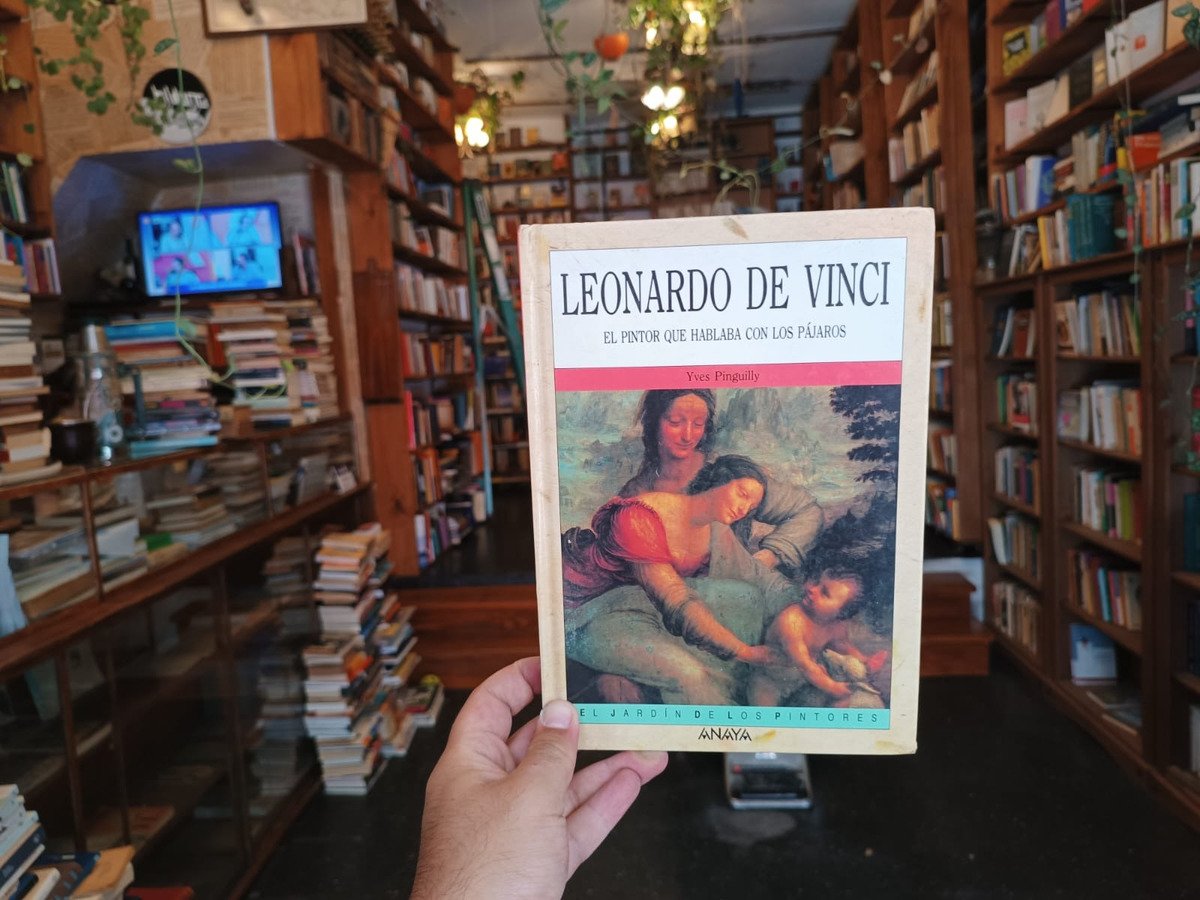 LEONARDO DE VINCI
EL PINTOR QUE HABLABA CON LOS PÁJAROS
Yves Pinguilly
EL JARDÍN DE LOS PINTORES
ANAYA